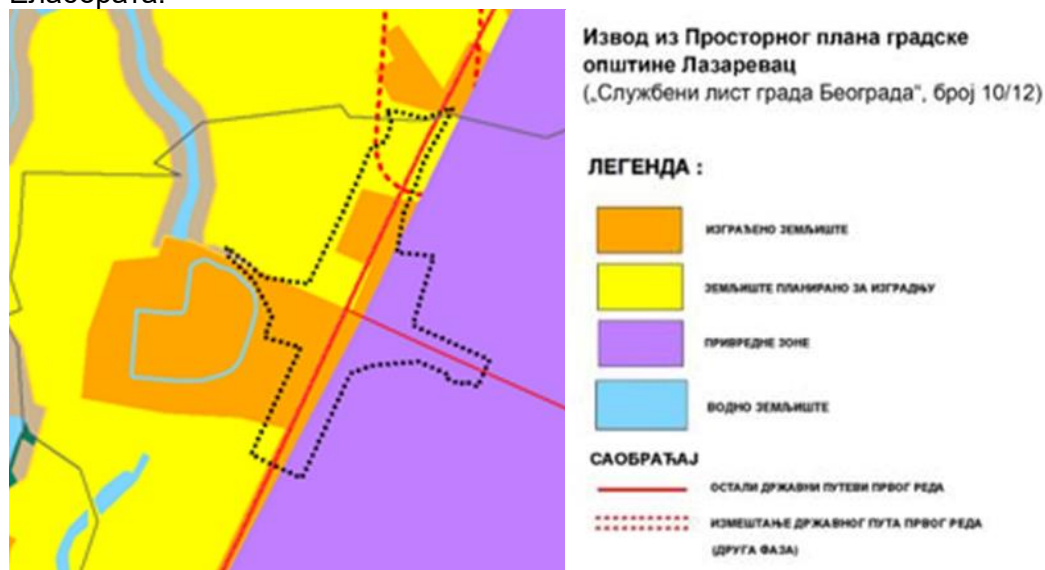 Елабората.
Извод из Просторног плана градске
општине Лазаревац
(„Службени лист града Београда“, број 10/12)
ЛЕГЕНДА :
ИЗГРАЂЕНО ЗЕМЉИШТЕ
ЗЕМЉИШТЕ ПЛАНИРАНО ЗА ИЗГРАДЊУ
ПРИВРЕДНЕ ЗОНЕ
ВОДНО ЗЕМЉИШТЕ
САОБРАЋАЈ
ОСТАЛИ ДРЖАВНИ ПУТЕВИ ПРВОГ РЕДА
ИЗМЕШТАЊЕ ДРЖАВНОГ ПУТА ПРВОГ РЕДА
(ДРУГА ФАЗА)